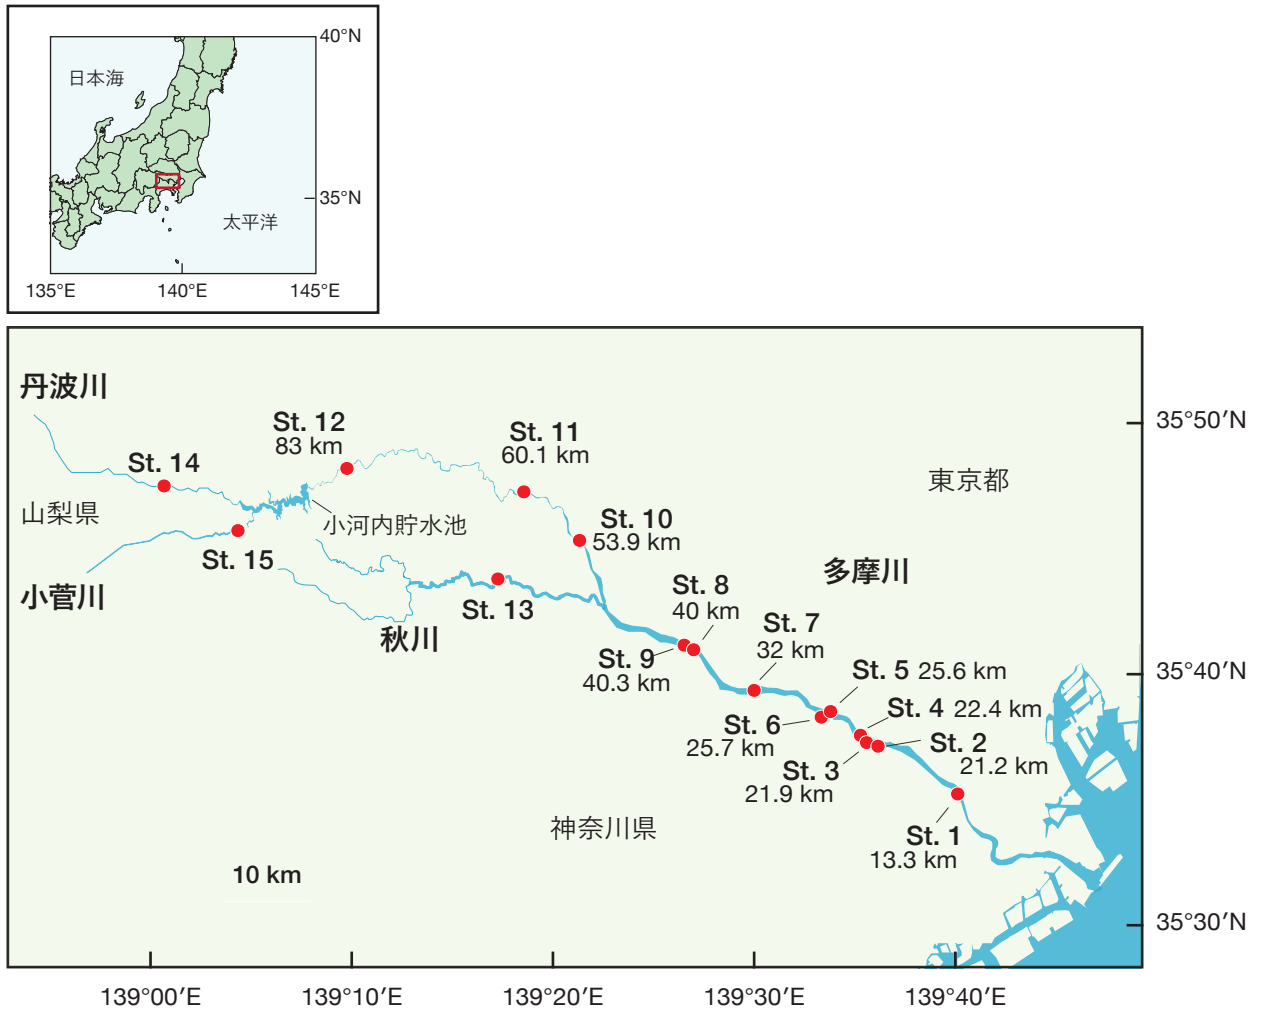 40°N
日本海
35°N
太平洋
135°E
140°E
145°E
丹波川
St. 12
83 km
St. 11
60.1 km
35°50′N
St. 14
東京都
山梨県
小河内貯水池
St. 10
53.9 km
St. 15
多摩川
小菅川
St. 8
40 km
St. 13
秋川
St. 7
32 km
St. 9
40.3 km
St. 5 25.6 km
35°40′N
St. 4 22.4 km
St. 6
25.7 km
St. 2
21.2 km
St. 3
21.9 km
神奈川県
St. 1
13.3 km
10 km
35°30′N
139°00′E
139°10′E
139°20′E
139°30′E
139°40′E